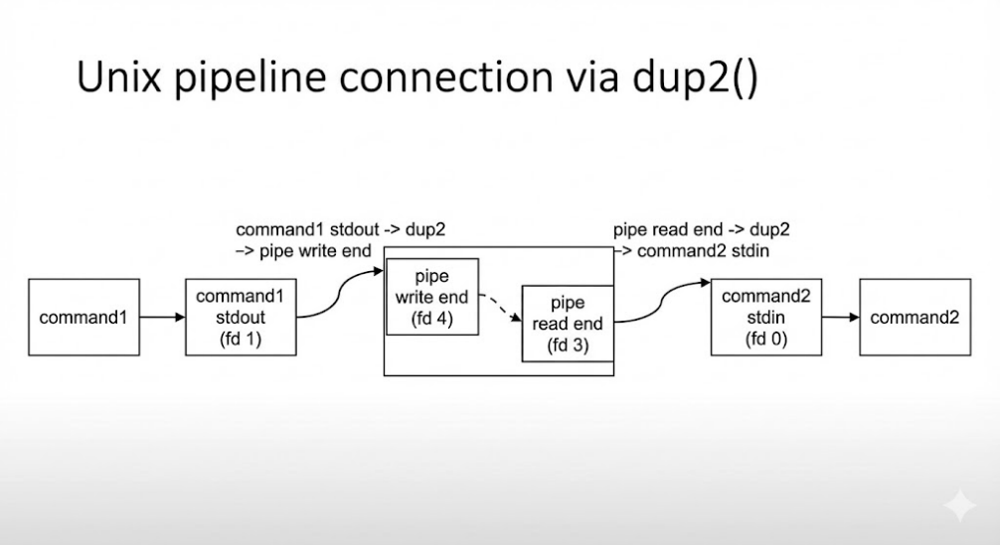 Unix pipeline connection via dup2()
command1 stdout -> dup2
–> pipe write end
pipe read end -> dup2
–> command2 stdin
command1
command1
stdout
(fd 1)
pipe
write end
(fd 4)
pipe
read end
(fd 3)
command2
stdin
(fd 0)
command2